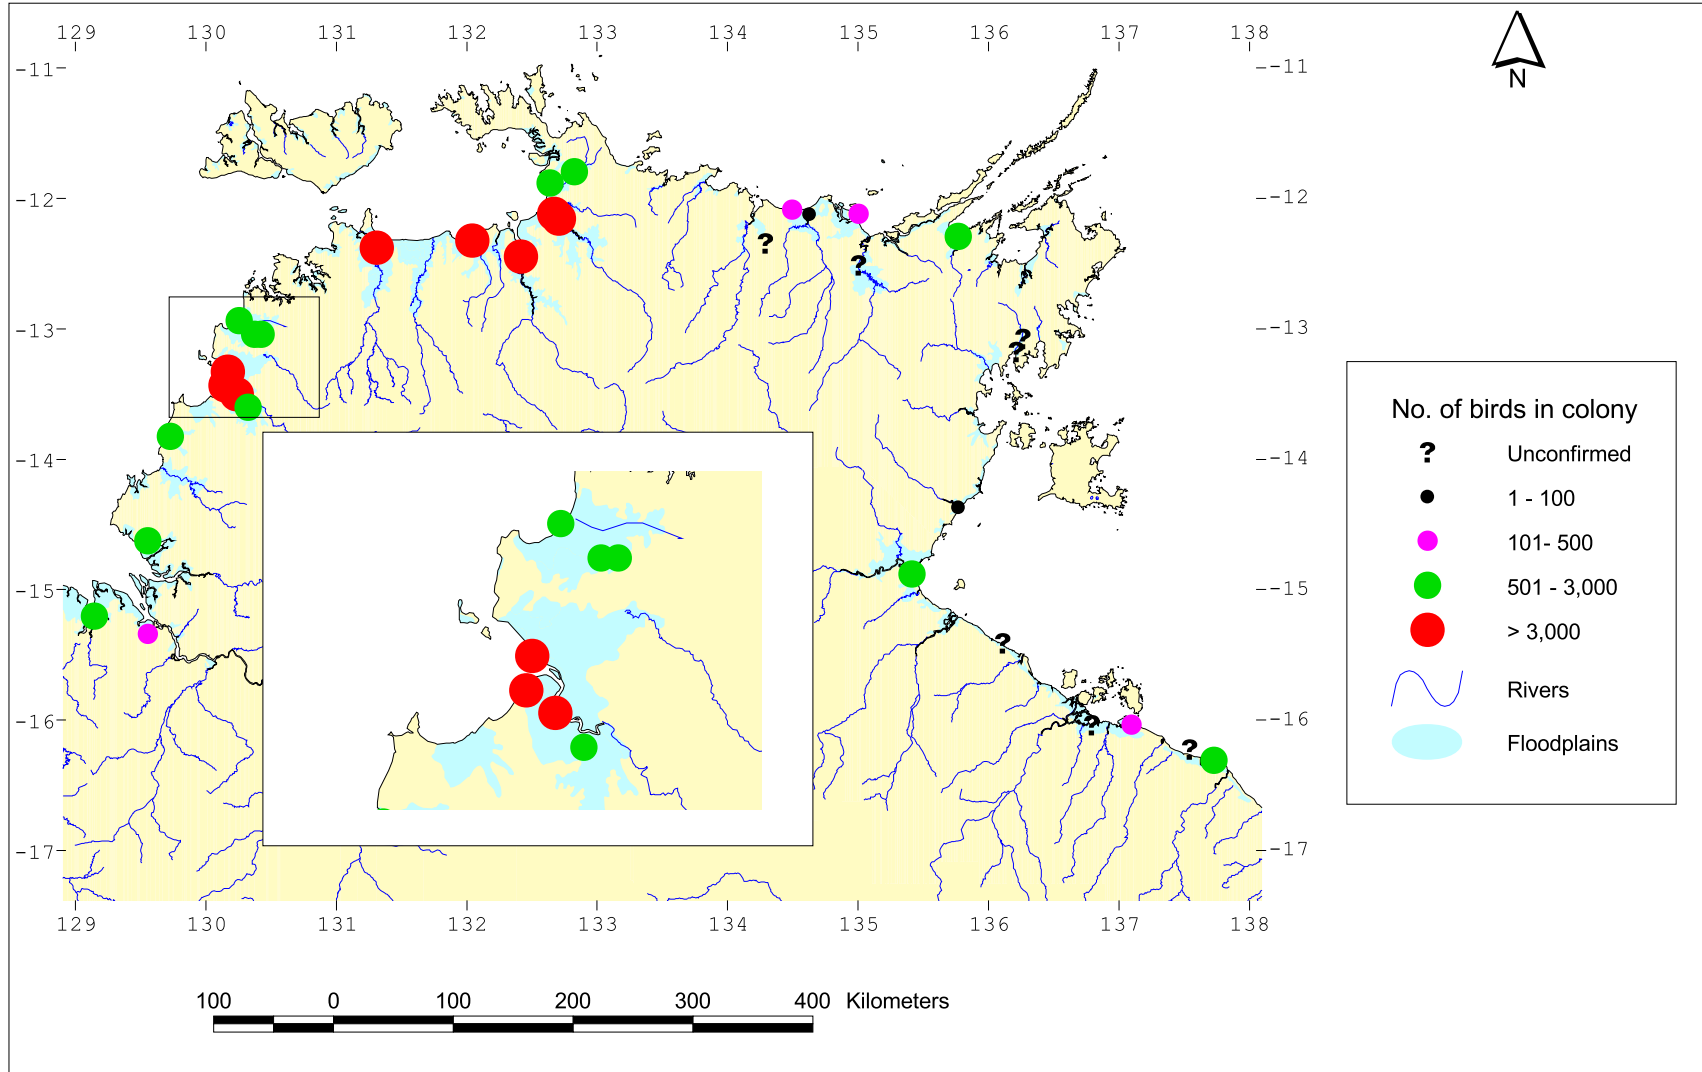 129 130 131 132 133 134 135 136 137 138
N
-11 -11
-12 -12
? ?
?
-13 -13
?
?
-14 -14
-15 -15
?
-16 -16
? ?
?
-17 -17
129 130 131 132 133 134 135 136 137 138
No. of birds in colony
? Unconfirmed
1 - 100
101- 500
501 - 3,000
> 3,000
Rivers
Floodplains
100 0 100 200 300 400 Kilometers